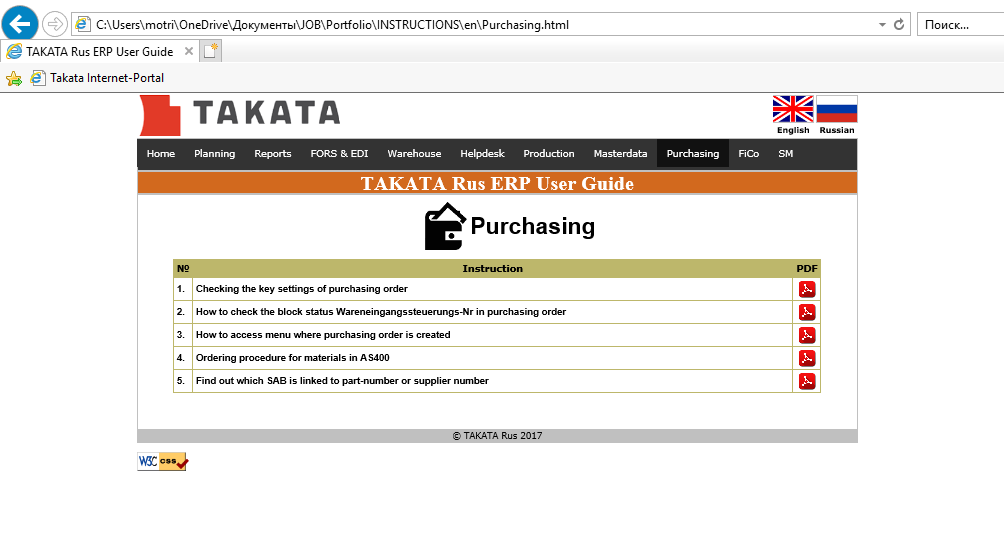 C:\Users\motri\OneDrive\Документы\JOB\Portfolio\INSTRUCTIONS\en\Purchasing.html
Поиск...
TAKATA Rus ERP User Guide
Takata Internet-Portal
TAKATA
English Russian
Home Planning Reports FORS & EDI Warehouse Helpdesk Production Masterdata Purchasing FiCo SM
TAKATA Rus ERP User Guide
Purchasing
№ Instruction PDF
1. Checking the key settings of purchasing order
2. How to check the block status Wareneingangssteuerungs-Nr in purchasing order
3. How to access menu where purchasing order is created
4. Ordering procedure for materials in AS400
5. Find out which SAB is linked to part-number or supplier number
© TAKATA Rus 2017
W3C css